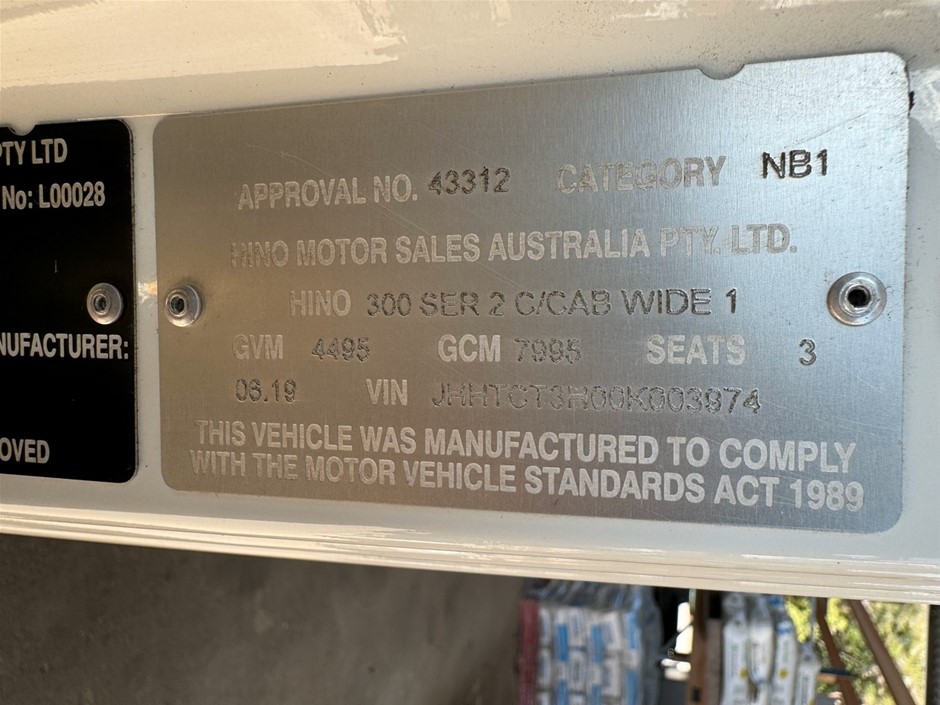 PTY LTD
No: L00028
NUFACTURER:
OVED
APPROVAL NO. 43312 CATEGORY NB1
HINO MOTOR SALES AUSTRALIA PTY. LTD.
HINO 300 SER 2 C/CAB WIDE 1
GVM 4495 GCM 7995 SEATS 3
06.19 VIN JHHTCT3H00K003974
THIS VEHICLE WAS MANUFACTURED TO COMPLY
WITH THE MOTOR VEHICLE STANDARDS ACT 1989